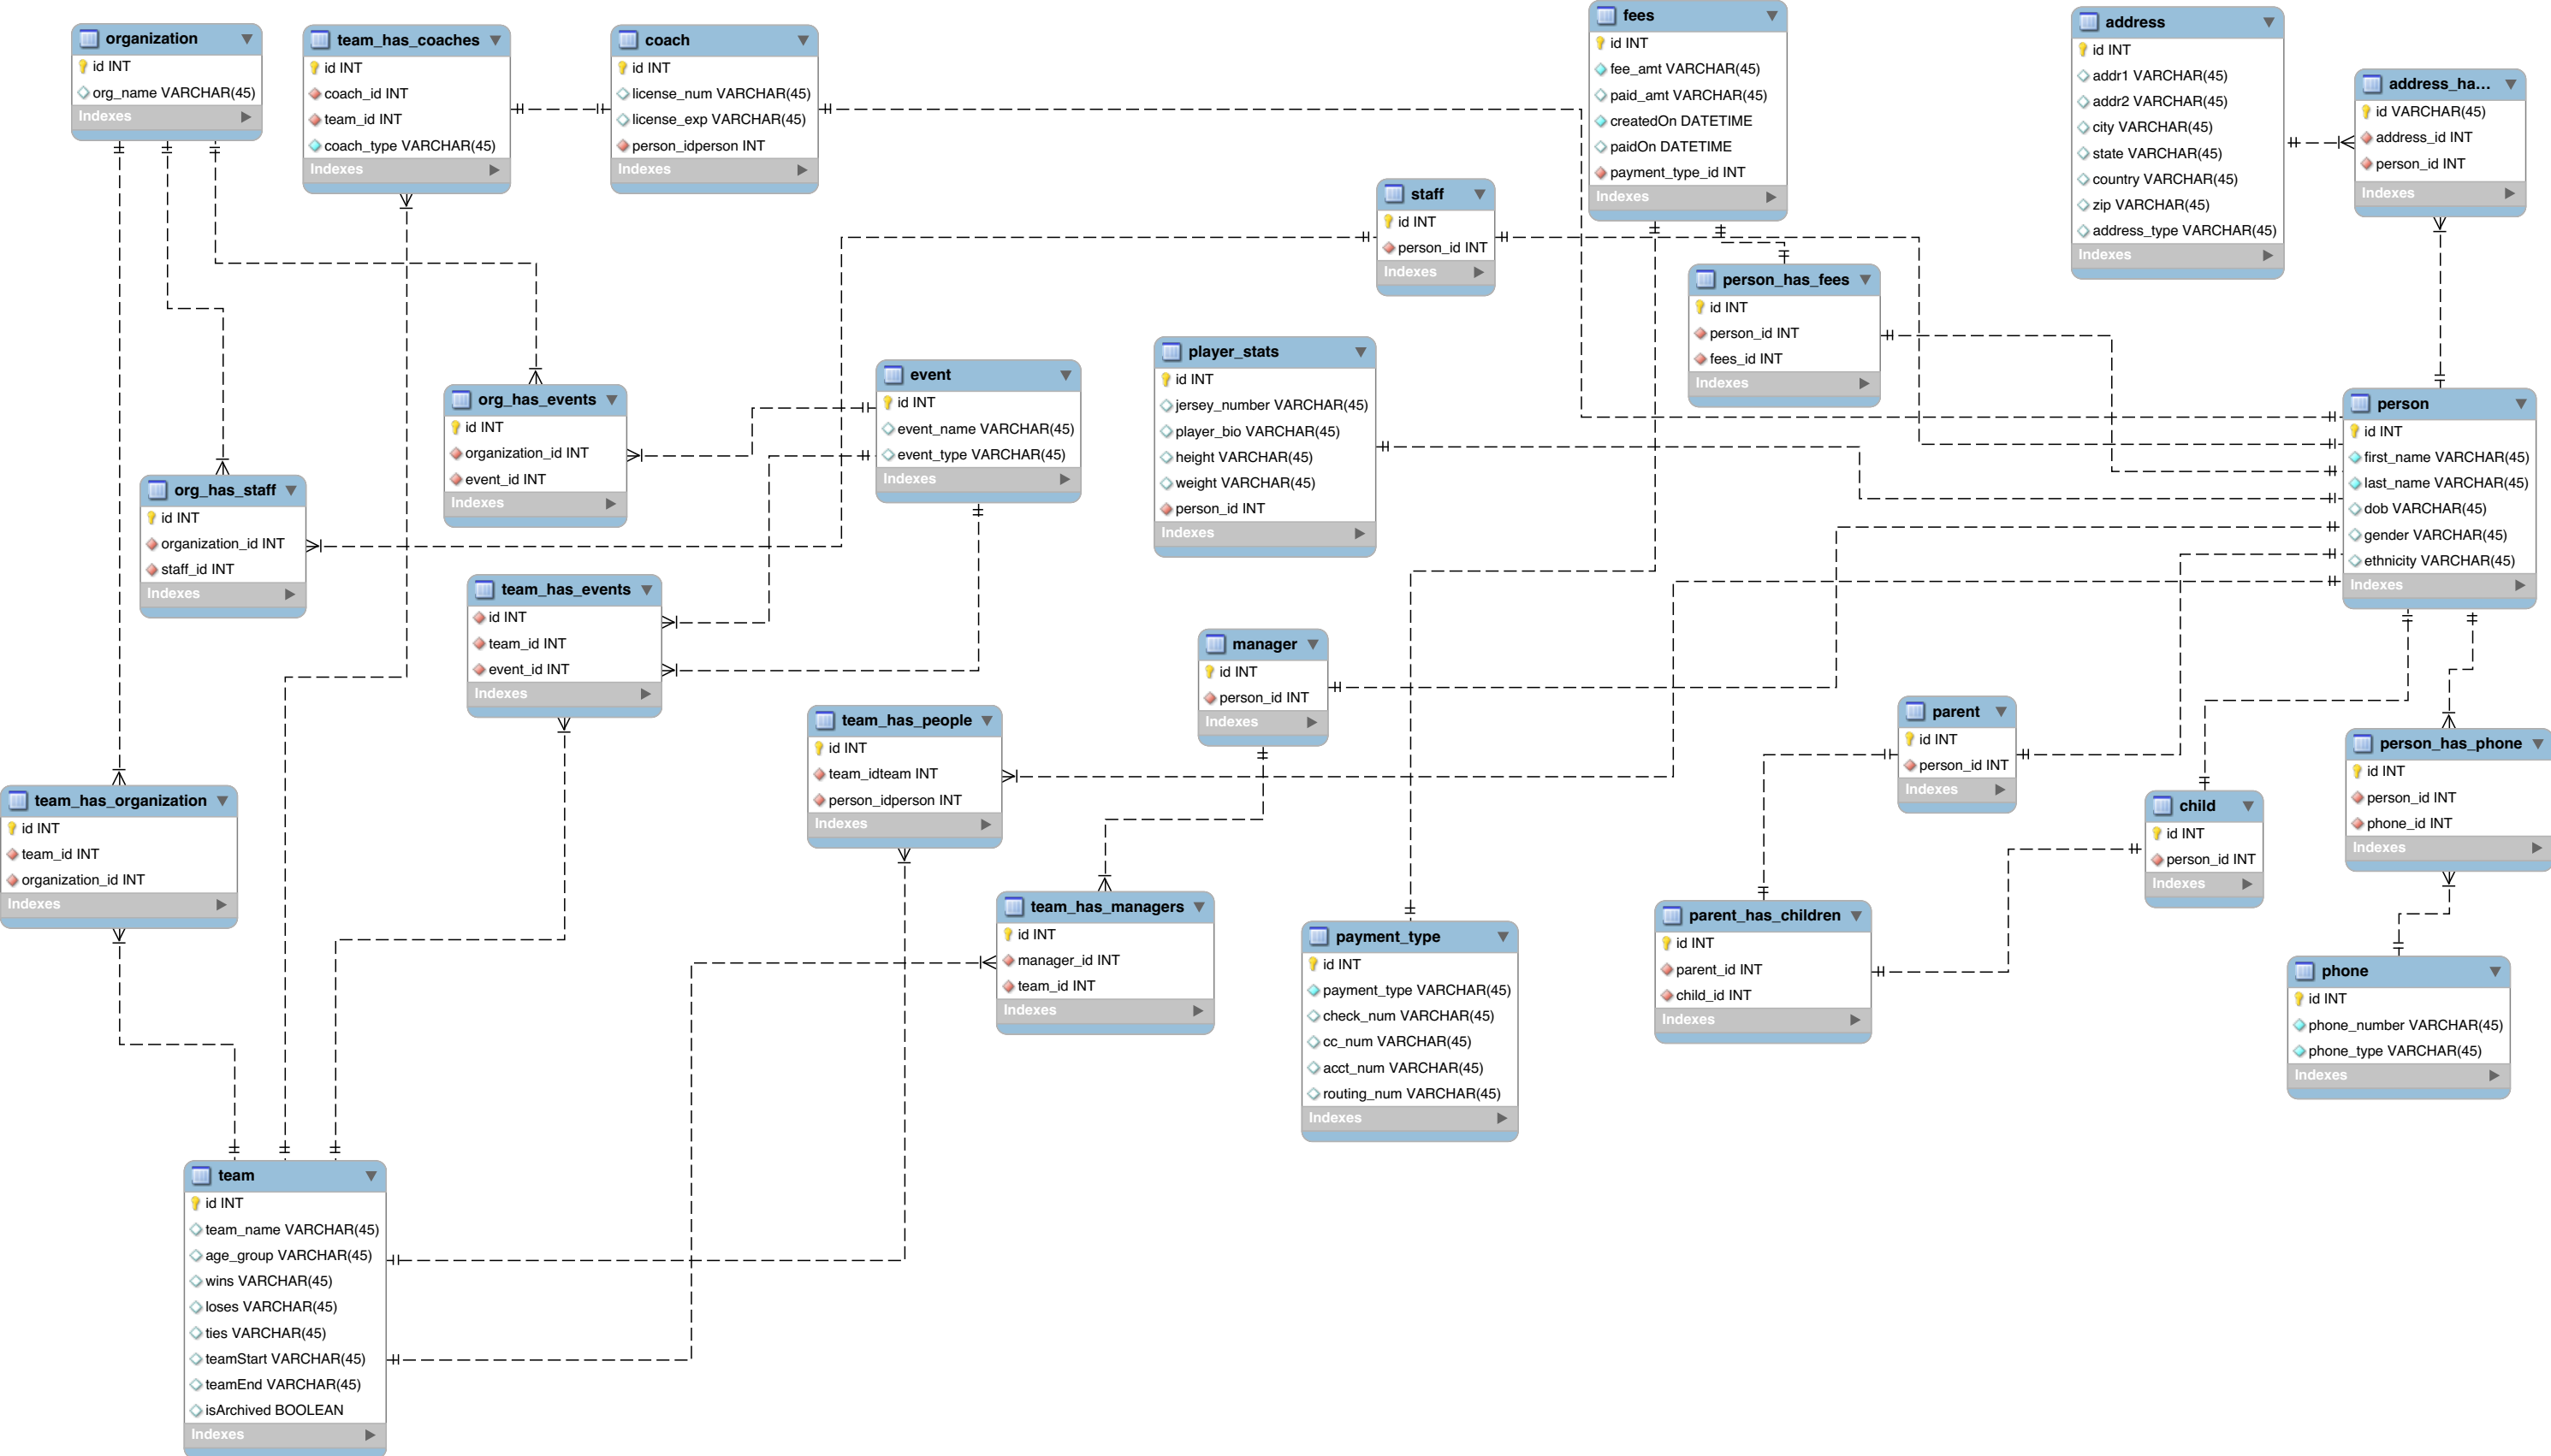 organization
id INT
org_name VARCHAR(45)
Indexes
team_has_coaches
id INT
coach_id INT
team_id INT
coach_type VARCHAR(45)
Indexes
coach
id INT
license_num VARCHAR(45)
license_exp VARCHAR(45)
person_idperson INT
Indexes
fees
id INT
fee_amt VARCHAR(45)
paid_amt VARCHAR(45)
createdOn DATETIME
paidOn DATETIME
payment_type_id INT
Indexes
address
id INT
addr1 VARCHAR(45)
addr2 VARCHAR(45)
city VARCHAR(45)
state VARCHAR(45)
country VARCHAR(45)
zip VARCHAR(45)
address_type VARCHAR(45)
Indexes
address_ha...
id VARCHAR(45)
address_id INT
person_id INT
Indexes
staff
id INT
person_id INT
Indexes
person_has_fees
id INT
person_id INT
fees_id INT
Indexes
player_stats
id INT
jersey_number VARCHAR(45)
player_bio VARCHAR(45)
height VARCHAR(45)
weight VARCHAR(45)
person_id INT
Indexes
event
id INT
event_name VARCHAR(45)
event_type VARCHAR(45)
Indexes
org_has_events
id INT
organization_id INT
event_id INT
Indexes
person
id INT
first_name VARCHAR(45)
last_name VARCHAR(45)
dob VARCHAR(45)
gender VARCHAR(45)
ethnicity VARCHAR(45)
Indexes
org_has_staff
id INT
organization_id INT
staff_id INT
Indexes
team_has_events
id INT
team_id INT
event_id INT
Indexes
manager
id INT
person_id INT
Indexes
team_has_people
id INT
team_idteam INT
person_idperson INT
Indexes
parent
id INT
person_id INT
Indexes
person_has_phone
id INT
person_id INT
phone_id INT
Indexes
team_has_organization
id INT
team_id INT
organization_id INT
Indexes
child
id INT
person_id INT
Indexes
team_has_managers
id INT
manager_id INT
team_id INT
Indexes
payment_type
id INT
payment_type VARCHAR(45)
check_num VARCHAR(45)
cc_num VARCHAR(45)
acct_num VARCHAR(45)
routing_num VARCHAR(45)
Indexes
parent_has_children
id INT
parent_id INT
child_id INT
Indexes
phone
id INT
phone_number VARCHAR(45)
phone_type VARCHAR(45)
Indexes
team
id INT
team_name VARCHAR(45)
age_group VARCHAR(45)
wins VARCHAR(45)
loses VARCHAR(45)
ties VARCHAR(45)
teamStart VARCHAR(45)
teamEnd VARCHAR(45)
isArchived BOOLEAN
Indexes